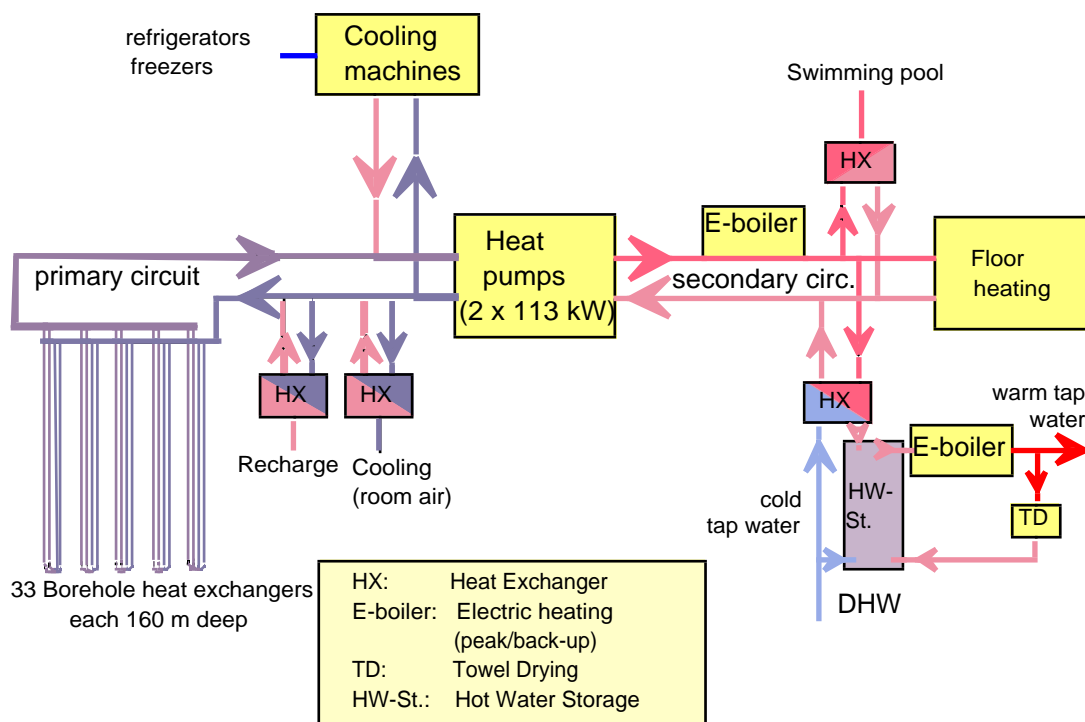 refrigerators
freezers
Cooling
machines
Swimming pool
HX
E-boiler
Heat
pumps
(2 x 113 kW)
primary circuit
secondary circ.
Floor
heating
HX
HX
HX
Recharge
Cooling
(room air)
warm tap
water
E-boiler
HW-
St.
cold
tap water
TD
DHW
33 Borehole heat exchangers
each 160 m deep
HX: Heat Exchanger
E-boiler: Electric heating
(peak/back-up)
TD: Towel Drying
HW-St.: Hot Water Storage